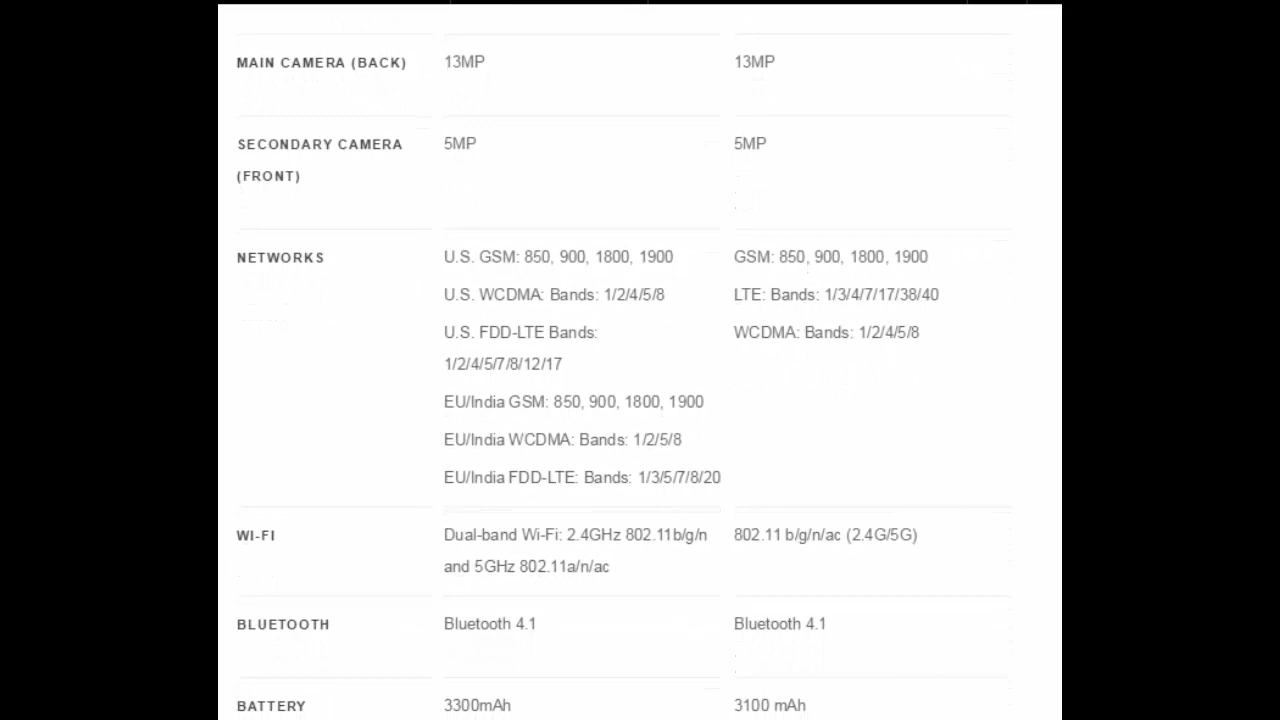 MAIN CAMERA (BACK) 13MP 13MP
SECONDARY CAMERA 5MP 5MP
(FRONT)
NETWORKS U.S. GSM: 850, 900, 1800, 1900 GSM: 850, 900, 1800, 1900
U.S. WCDMA: Bands: 1/2/4/5/8 LTE: Bands: 1/3/4/7/17/38/40
U.S. FDD-LTE Bands: WCDMA: Bands: 1/2/4/5/8
1/2/4/5/7/8/12/17
EU/India GSM: 850, 900, 1800, 1900
EU/India WCDMA: Bands: 1/2/5/8
EU/India FDD-LTE: Bands: 1/3/5/7/8/20
WI-FI Dual-band Wi-Fi: 2.4GHz 802.11b/g/n 802.11 b/g/n/ac (2.4G/5G)
and 5GHz 802.11a/n/ac
BLUETOOTH Bluetooth 4.1 Bluetooth 4.1
BATTERY 3300mAh 3100 mAh